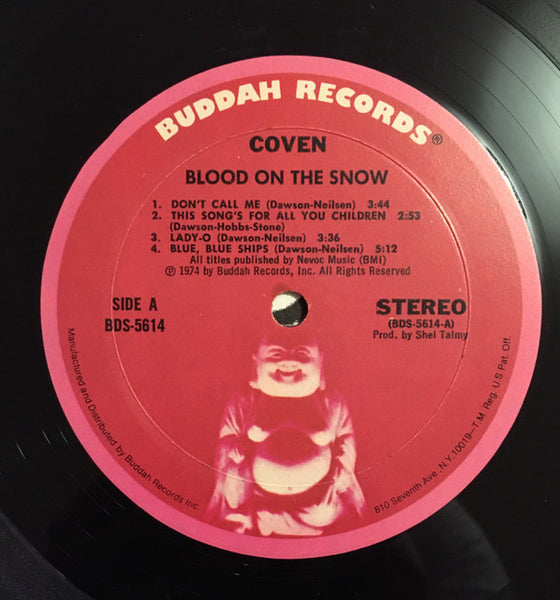 BUDDAH RECORDS®
COVEN
BLOOD ON THE SNOW
1. DON'T CALL ME (Dawson-Neilsen) 3:44
2. THIS SONG'S FOR ALL YOU CHILDREN 2:53
(Dawson-Hobbs-Stone)
3. LADY-O (Dawson-Neilsen) 3:36
4. BLUE, BLUE SHIPS (Dawson-Neilsen) 5:12
All titles published by Nevoc Music (BMI)
℗ 1974 by Buddah Records, Inc. All Rights Reserved
SIDE A
BDS-5614
STEREO
(BDS-5614-A)
Prod. by Shel Talmy
Manufactured and Distributed by Buddah Records Inc
810 Seventh Ave., N.Y. 10019—T.M. Reg. U.S Pat. Off.